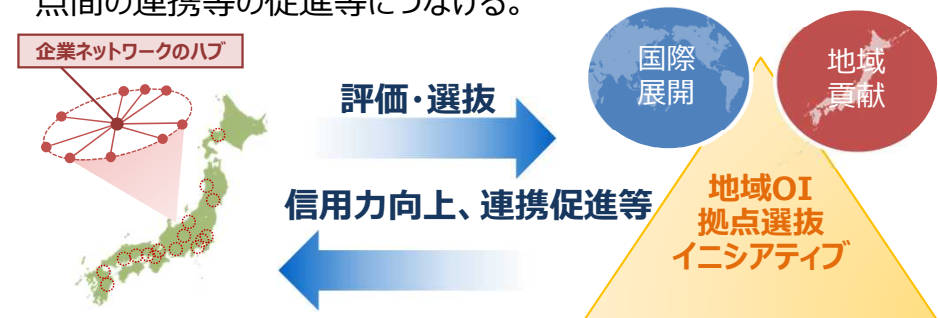 点間の連携等の促進等につなげる。
企業ネットワークのハブ
評価・選抜
信用力向上、連携促進等
国際
展開
地域
貢献
地域OI
拠点選抜
イニシアティブ